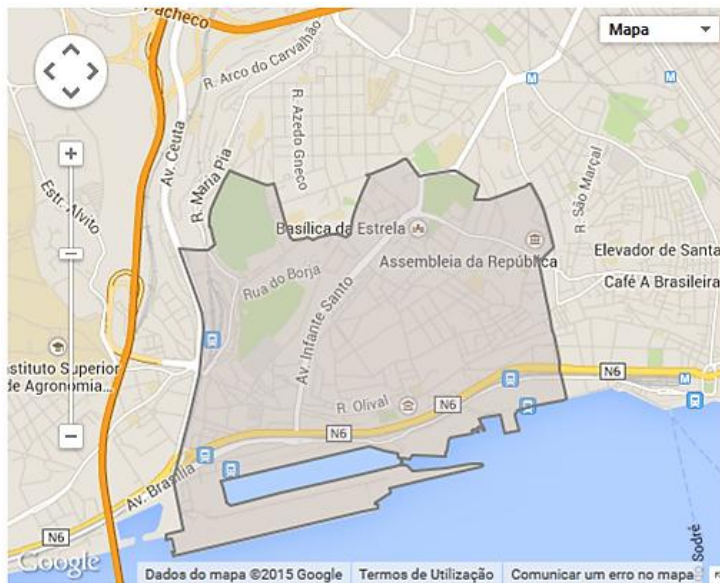 Pacheco
Mapa
R. Arco do Carvalhão
M
M
R. Azedo Gneco
Av. Ceuta
R. Maria Pia
Estr. Alvito
R. São Marçal
Basílica da Estrela
Assembleia da República
Elevador de Santa
Café A Brasileira
Rua do Borja
Av. Infante Santo
stituto Superior
de Agronomia...
N6
M
R. Olival
N6
N6
Av. Brasília
N6
Sodré
Google
Dados do mapa ©2015 Google
Termos de Utilização
Comunicar um erro no mapa